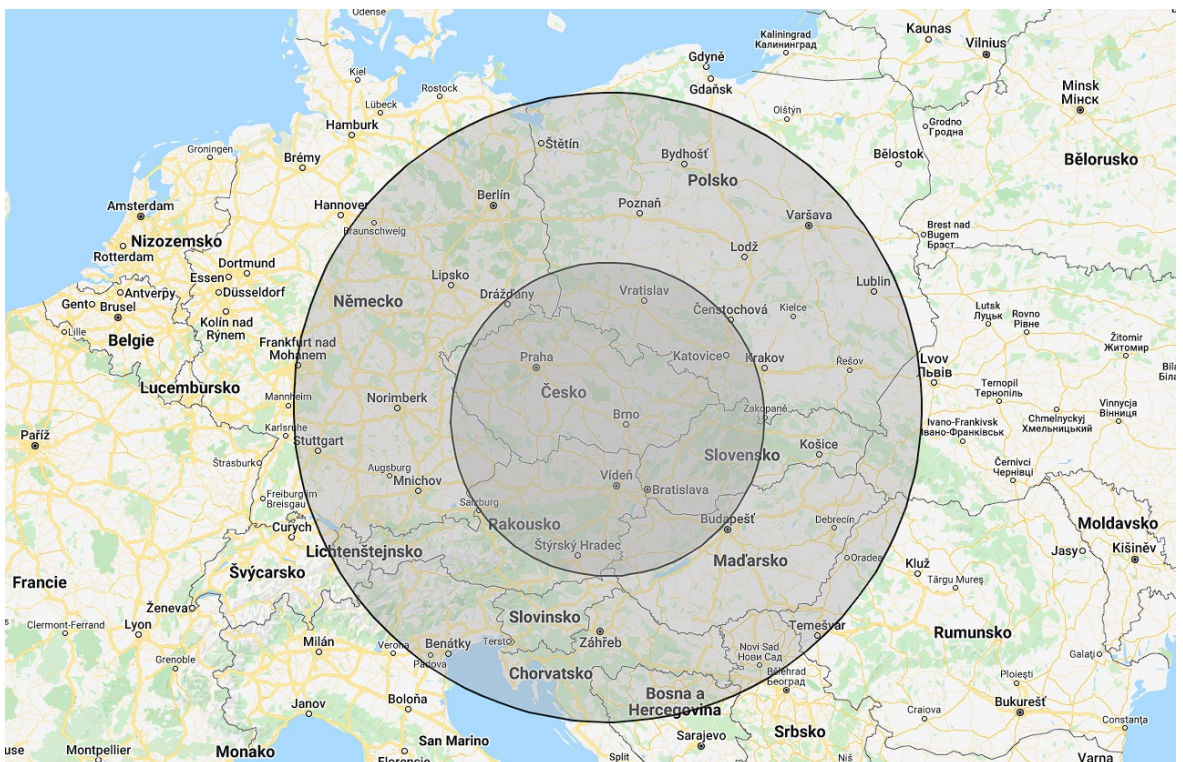 Odense
Kaliningrad
Калининград
Kaunas
Vilnius
Gdyně
Gdaňsk
Kiel
Rostock
Lübeck
Hamburk
Minsk
Мінск
Olštýn
Grodno
Гродна
Groningen
Brémy
Štětín
Bydhošť
Bělostok
Bělorusko
Polsko
Berlín
Amsterdam
Hannover
Poznaň
Varšava
Braunschweig
Brest nad
Bugem
Брэст
Nizozemsko
Rotterdam
Lodž
Dortmund
Essen
Lipsko
Lublin
Antverpy
Düsseldorf
Drážďany
Vratislav
Gent
Brusel
Německo
Čenstochová
Kielce
Lutsk
Луцьк
Rovno
Рівне
Kolín nad
Rýnem
Lille
Belgie
Žitomir
Житомир
Frankfurt nad
Mohanem
Praha
Katovice
Krakov
Řešov
Lvov
Львів
Lucembursko
Česko
Ternopil
Тернопіль
Mannheim
Norimberk
Brno
Zakopané
Vinnycja
Вінниця
Chmelnyckyj
Хмельницький
Ivano-Frankivsk
Івано-Франківськ
Karlsruhe
Stuttgart
Paříž
Košice
Slovensko
Štrasburk
Augsburg
Mnichov
Vídeň
Bratislava
Černivci
Чернівці
Freiburg im
Breisgau
Salzburg
Curych
Rakousko
Budapešť
Debrecín
Moldavsko
Štýrský Hradec
Lichtenštejnsko
Jasy
Kišiněv
Maďarsko
Oradea
Kluž
Švýcarsko
Francie
Târgu Mureș
Ženeva
Slovinsko
Clermont-Ferrand
Lyon
Temešvár
Rumunsko
Milán
Verona
Benátky
Terst
Záhřeb
Novi Sad
Нови Сад
Grenoble
Padova
Galați
Chorvatsko
Bělehrad
Београд
Ploiești
Bosna a
Hercegovina
Janov
Boloňa
Bukurešť
Craiova
Constanța
Sarajevo
Srbsko
San Marino
Montpellier
Monako
Florencie
Split
Niš
Varna